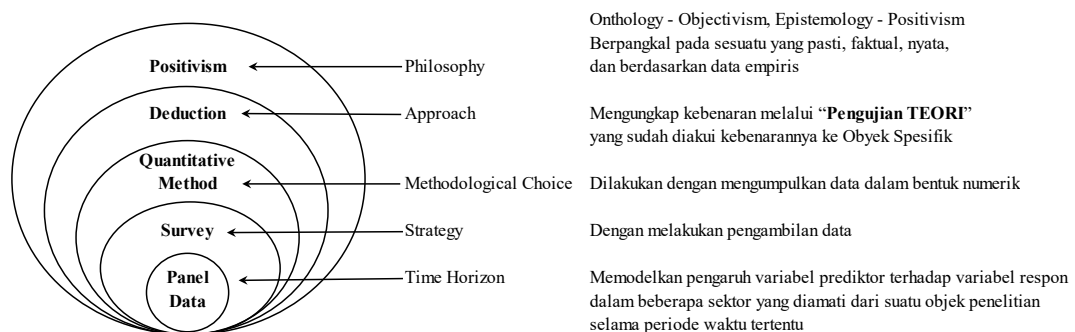 Onthology - Objectivism, Epistemology - Positivism
Berpangkal pada sesuatu yang pasti, faktual, nyata,
dan berdasarkan data empiris
Positivism
Philosophy
Deduction
Approach
Mengungkap kebenaran melalui “Pengujian TEORI”
yang sudah diakui kebenarannya ke Obyek Spesifik
Quantitative
Method
Methodological Choice
Dilakukan dengan mengumpulkan data dalam bentuk numerik
Survey
Strategy
Dengan melakukan pengambilan data
Panel
Data
Time Horizon
Memodelkan pengaruh variabel prediktor terhadap variabel respon
dalam beberapa sektor yang diamati dari suatu objek penelitian
selama periode waktu tertentu